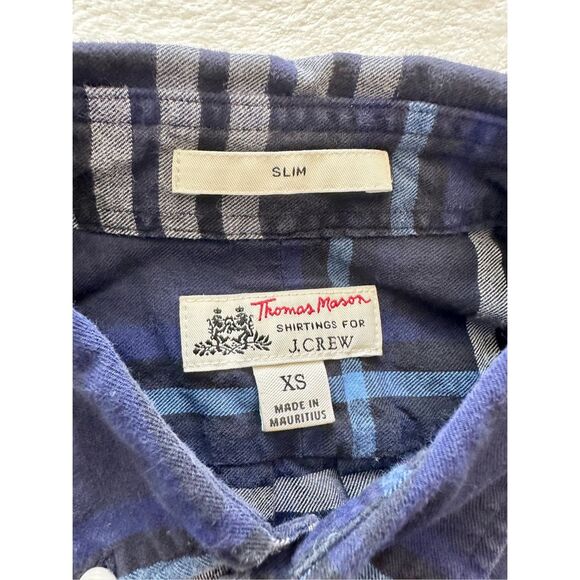 SLIM
Thomas Mason
SHIRTINGS FOR
J.CREW
XS
MADE IN
MAURITIUS